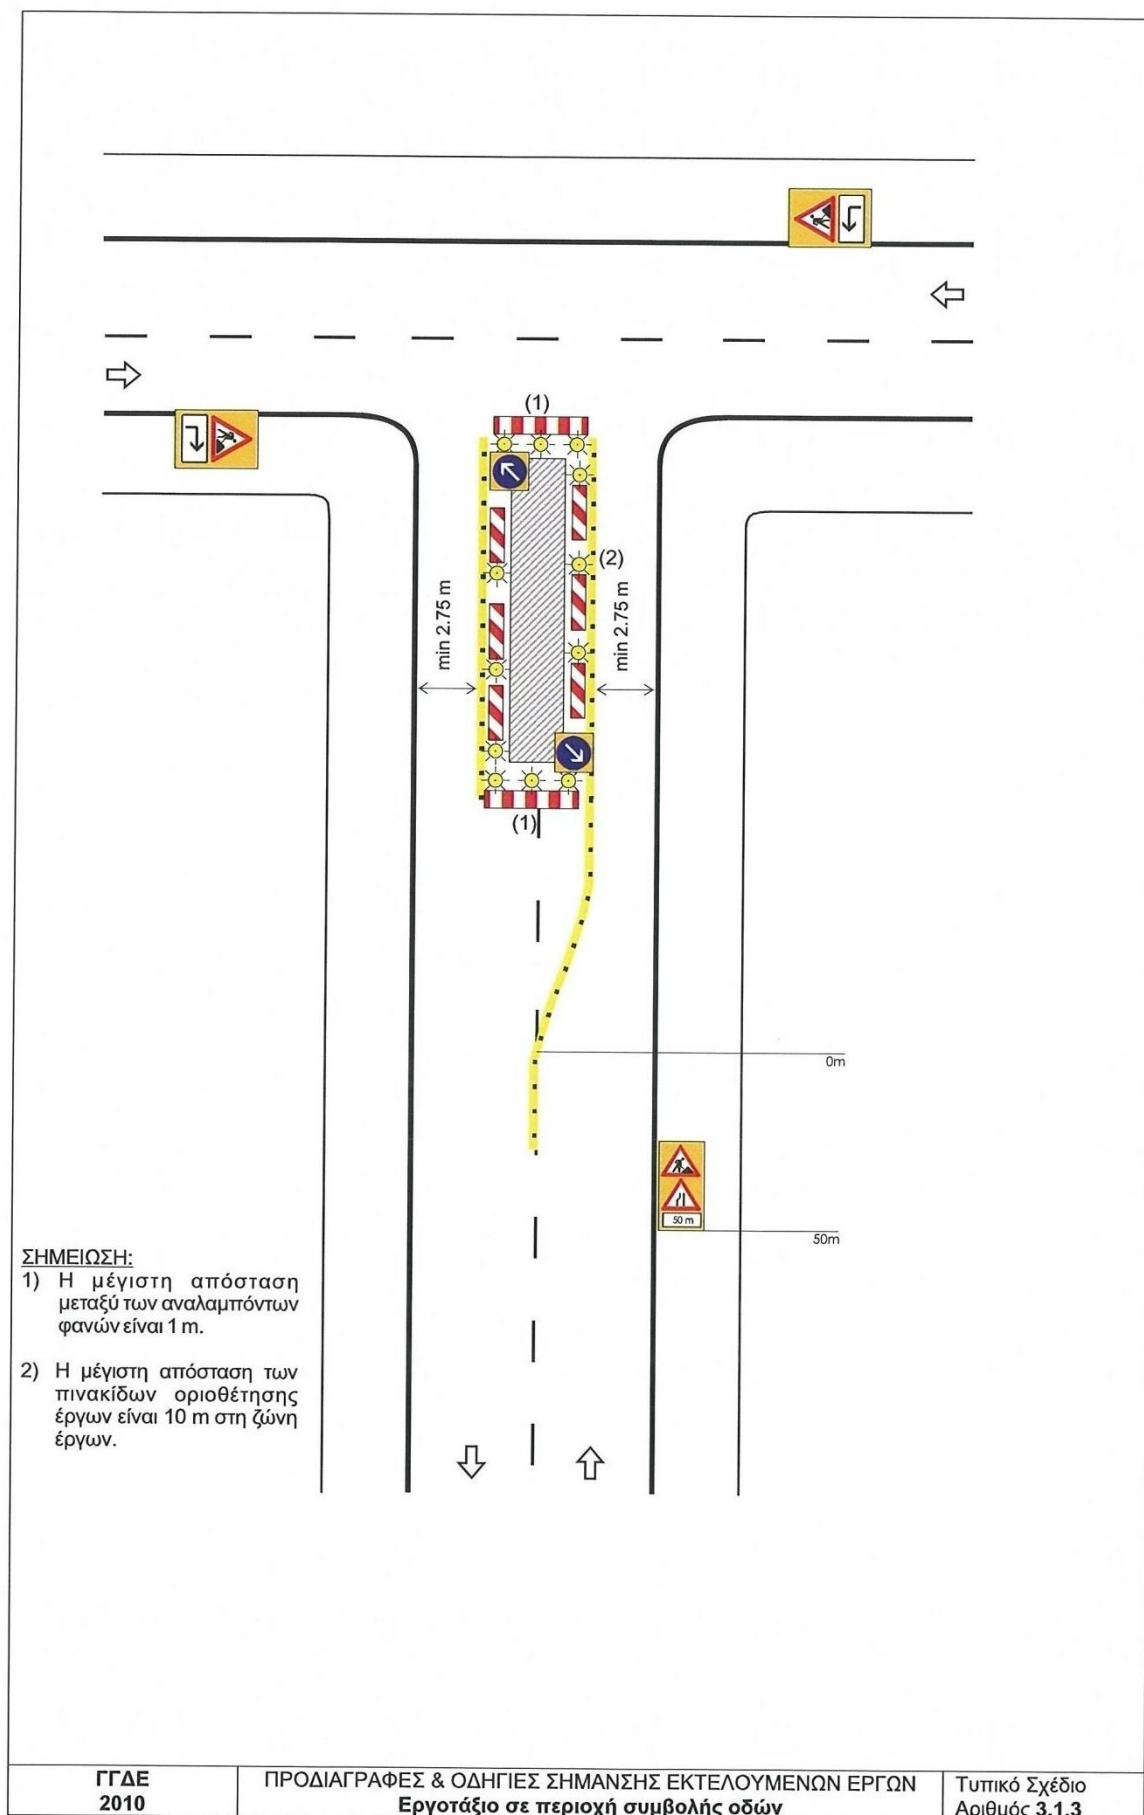 (1)
(2)
min 2.75 m
min 2.75 m
(1)
0m
50 m
50m
ΣΗΜΕΙΩΣΗ:
1) Η μέγιστη απόσταση
μεταξύ των αναλαμπόντων
φανών είναι 1 m.
2) Η μέγιστη απόσταση των
πινακίδων οριοθέτησης
έργων είναι 10 m στη ζώνη
έργων.
ΓΓΔΕ
2010
ΠΡΟΔΙΑΓΡΑΦΕΣ & ΟΔΗΓΙΕΣ ΣΗΜΑΝΣΗΣ ΕΚΤΕΛΟΥΜΕΝΩΝ ΕΡΓΩΝ
Εργοτάξιο σε περιοχή συμβολής οδών
Τυπικό Σχέδιο
Αριθμός 3.1.3